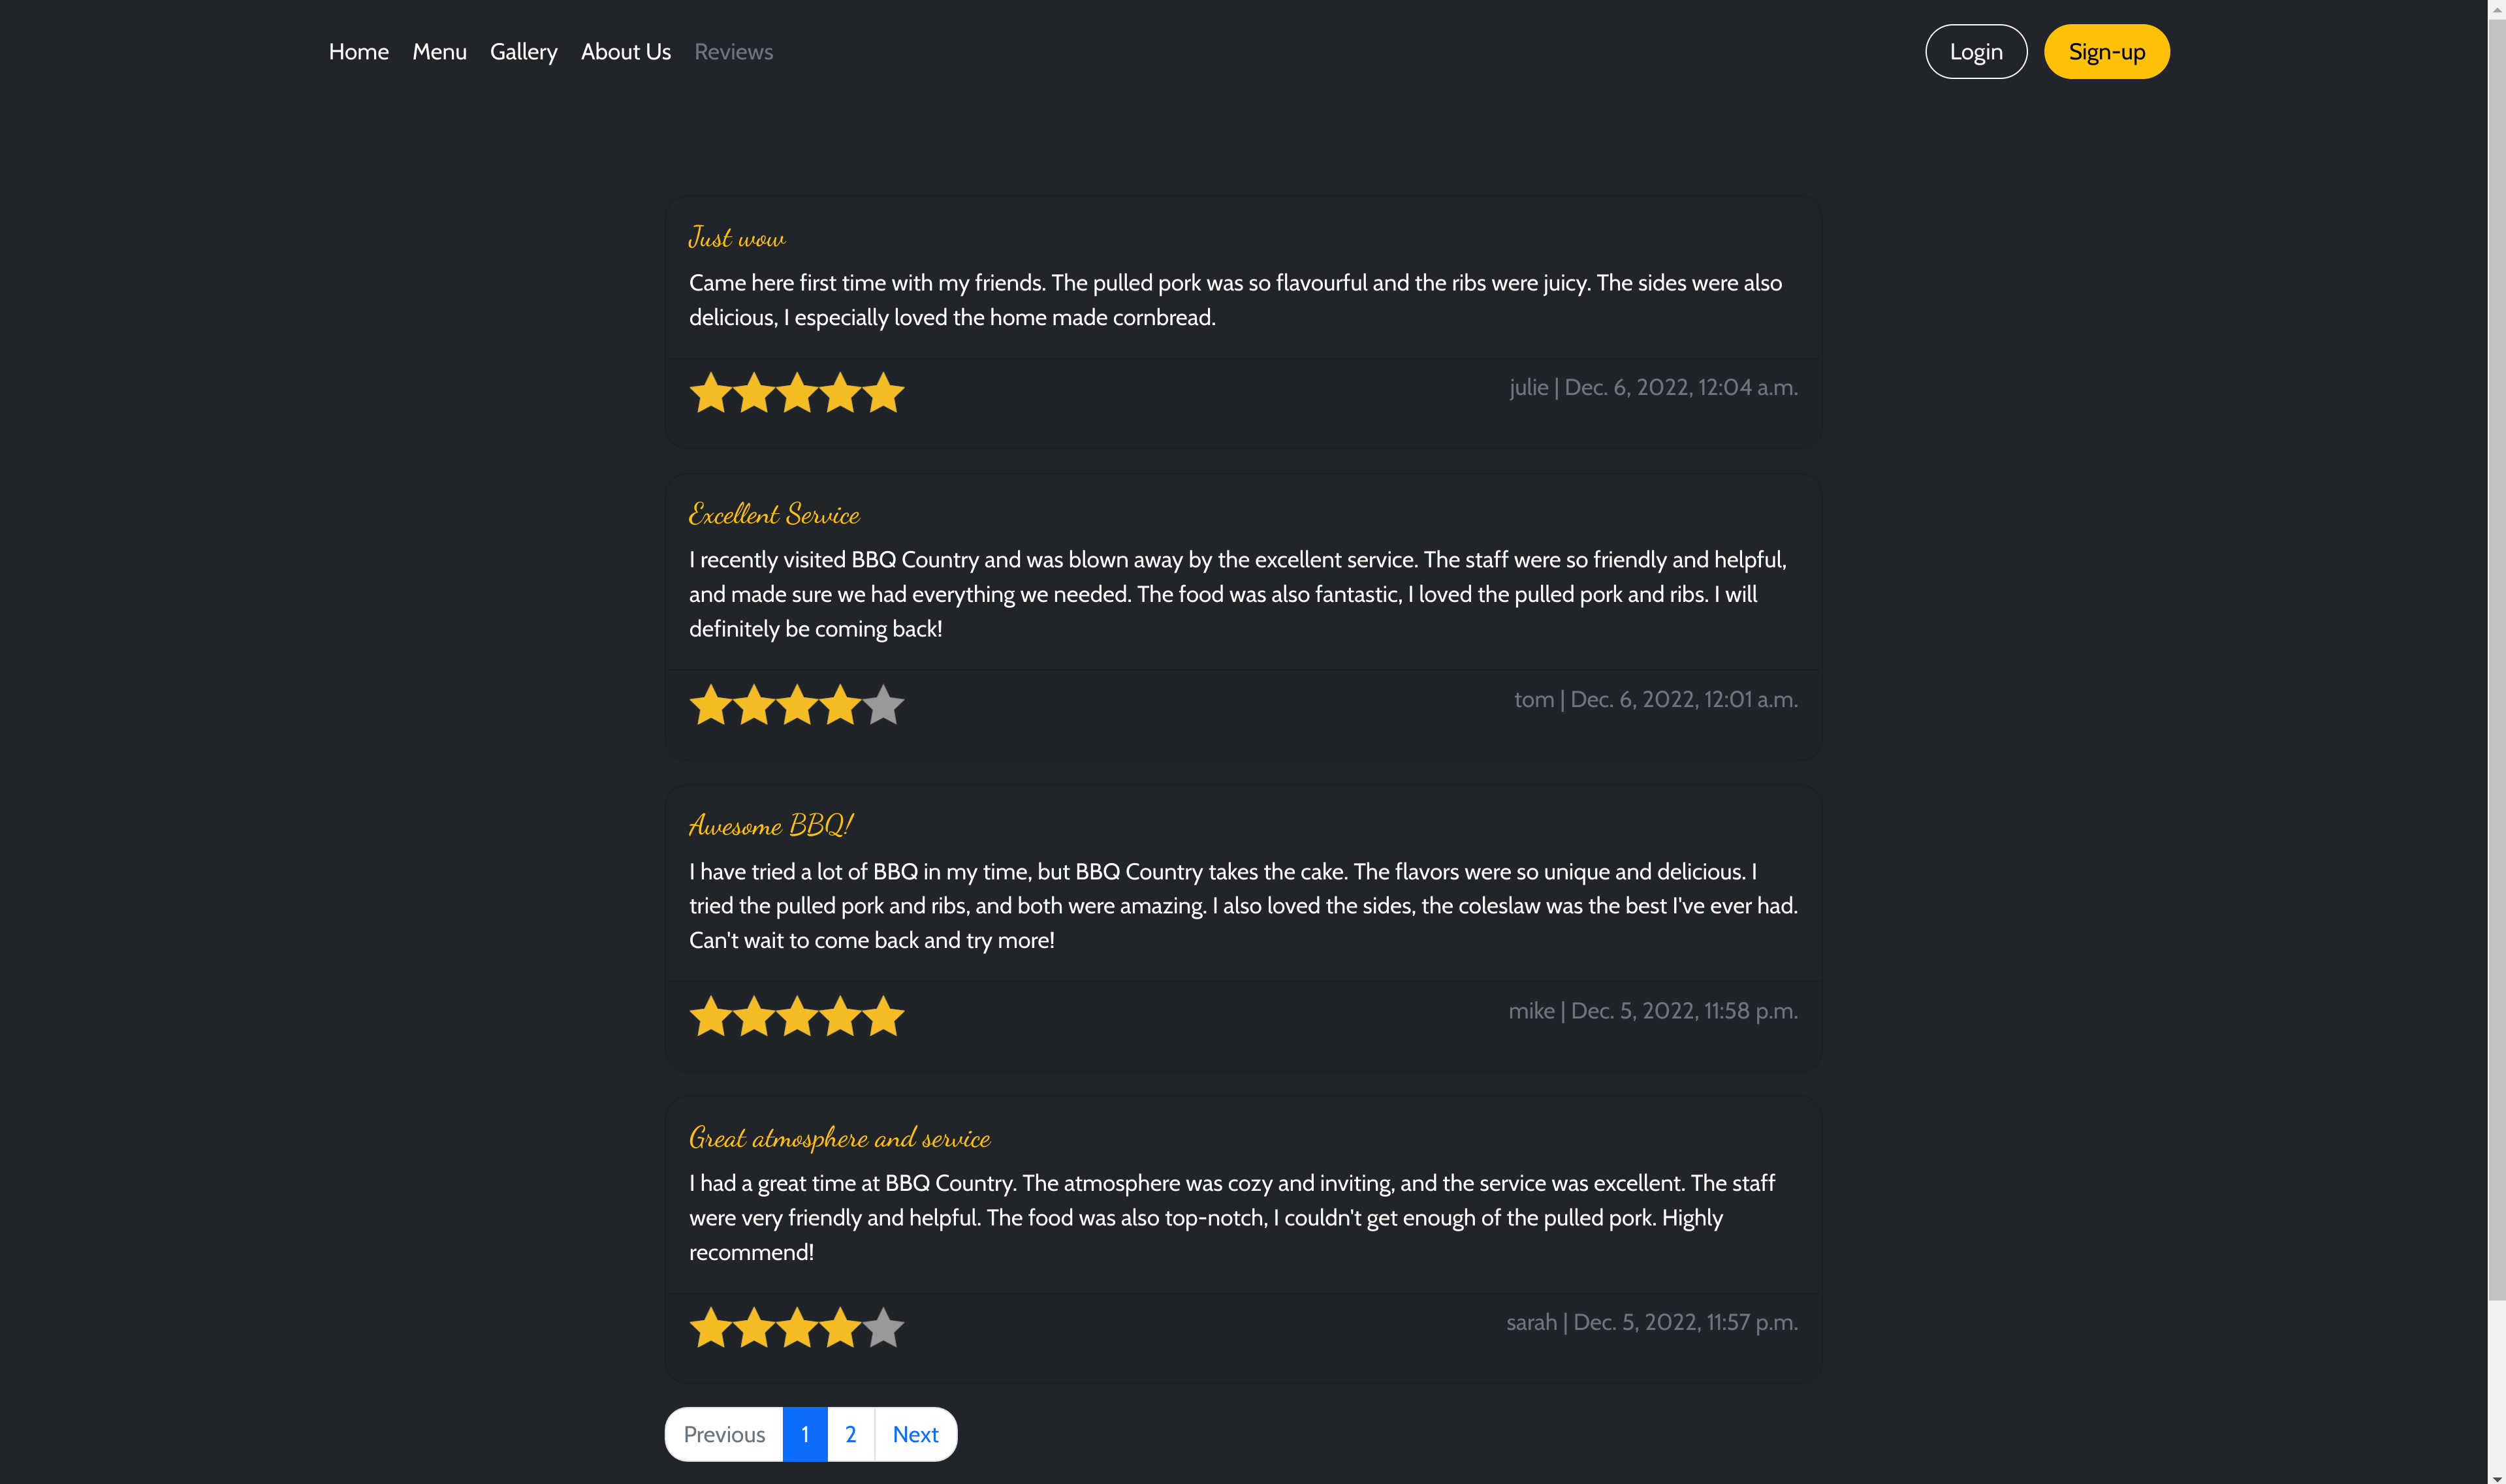 Home Menu Gallery About Us Reviews Login Sign-up
Just wow
Came here first time with my friends. The pulled pork was so flavourful and the ribs were juicy. The sides were also
delicious, I especially loved the home made cornbread.
julie | Dec. 6, 2022, 12:04 a.m.
Excellent Service
I recently visited BBQ Country and was blown away by the excellent service. The staff were so friendly and helpful,
and made sure we had everything we needed. The food was also fantastic, I loved the pulled pork and ribs. I will
definitely be coming back!
tom | Dec. 6, 2022, 12:01 a.m.
Awesome BBQ!
I have tried a lot of BBQ in my time, but BBQ Country takes the cake. The flavors were so unique and delicious. I
tried the pulled pork and ribs, and both were amazing. I also loved the sides, the coleslaw was the best I've ever had.
Can't wait to come back and try more!
mike | Dec. 5, 2022, 11:58 p.m.
Great atmosphere and service
I had a great time at BBQ Country. The atmosphere was cozy and inviting, and the service was excellent. The staff
were very friendly and helpful. The food was also top-notch, I couldn't get enough of the pulled pork. Highly
recommend!
sarah | Dec. 5, 2022, 11:57 p.m.
Previous 1 2 Next